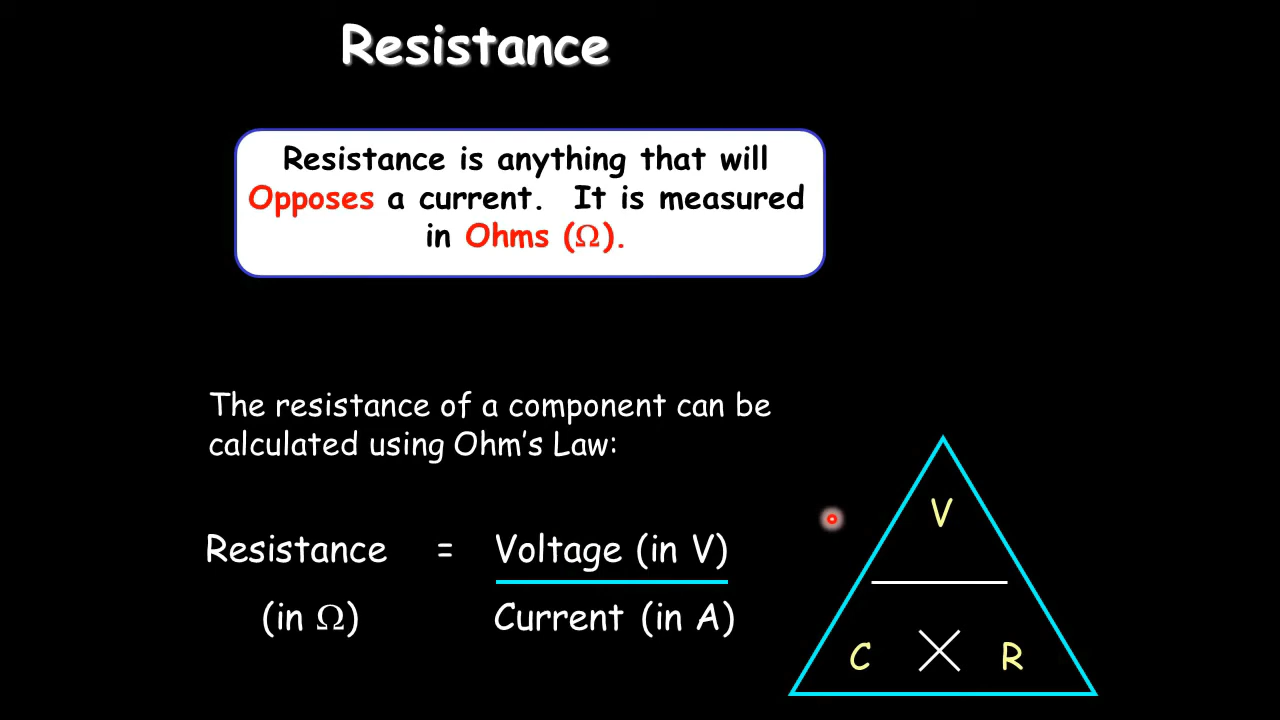 Resistance
Resistance is anything that will
Opposes a current. It is measured
in Ohms (Ω).
The resistance of a component can be
calculated using Ohm’s Law:
Resistance = Voltage (in V)
(in Ω) Current (in A)
V
C R